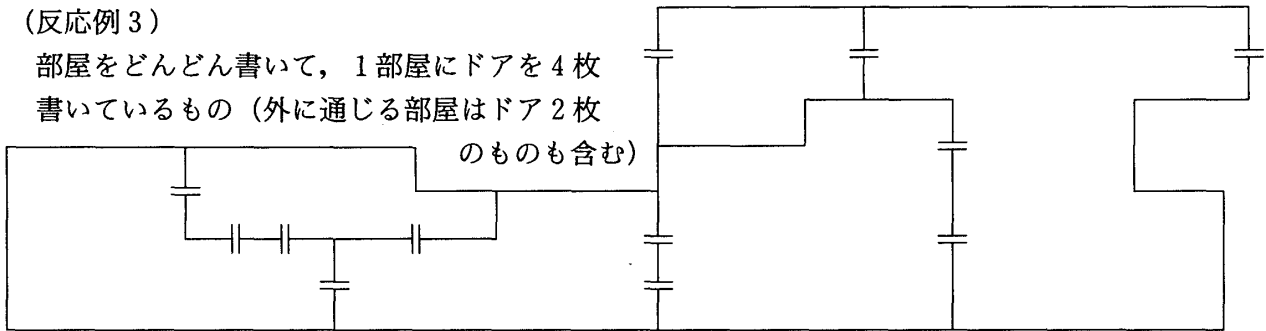 (反応例3)
部屋をどんどん書いて，1部屋にドアを4枚
書いているもの(外に通じる部屋はドア2枚
のものも含む)